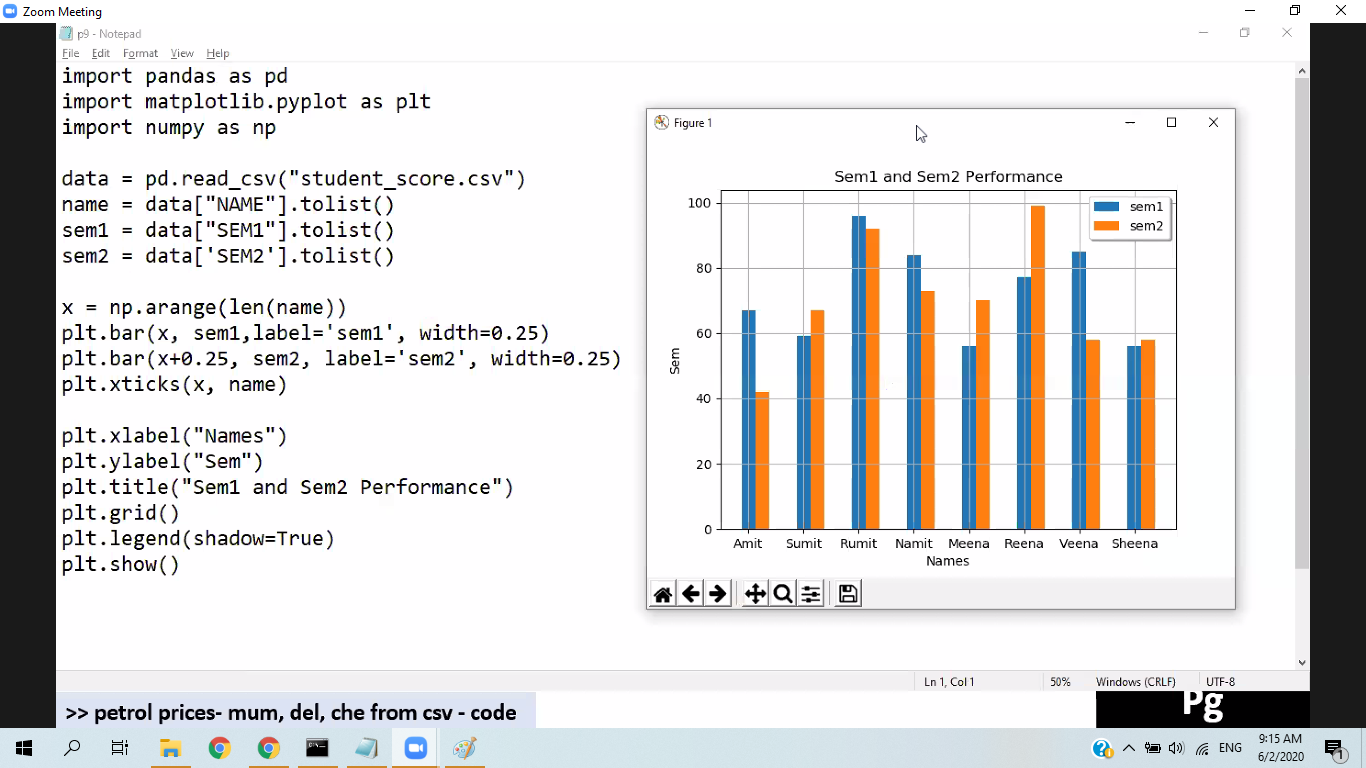 Zoom Meeting
p9 - Notepad
File Edit Format View Help
import pandas as pd
import matplotlib.pyplot as plt
import numpy as np
data = pd.read_csv("student_score.csv")
name = data["NAME"].tolist()
sem1 = data["SEM1"].tolist()
sem2 = data['SEM2'].tolist()
x = np.arange(len(name))
plt.bar(x, sem1,label='sem1', width=0.25)
plt.bar(x+0.25, sem2, label='sem2', width=0.25)
plt.xticks(x, name)
plt.xlabel("Names")
plt.ylabel("Sem")
plt.title("Sem1 and Sem2 Performance")
plt.grid()
plt.legend(shadow=True)
plt.show()
Figure 1
Sem1 and Sem2 Performance
sem1
sem2
100
80
60
40
20
0
Sem
Amit Sumit Rumit Namit Meena Reena Veena Sheena
Names
Ln 1, Col 1 50% Windows (CRLF) UTF-8
>> petrol prices- mum, del, che from csv - code
Pg
ENG
9:15 AM
6/2/2020
1